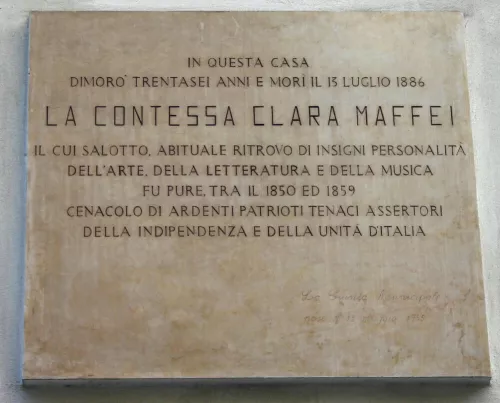 IN QUESTA CASA
DIMORO' TRENTASEI ANNI E MORÌ IL 13 LUGLIO 1886
LA CONTESSA CLARA MAFFEI
IL CUI SALOTTO, ABITUALE RITROVO DI INSIGNI PERSONALITÀ
DELL'ARTE, DELLA LETTERATURA E DELLA MUSICA
FU PURE, TRA IL 1850 ED 1859
CENACOLO DI ARDENTI PATRIOTI TENACI ASSERTORI
DELLA INDIPENDENZA E DELLA UNITÀ D'ITALIA